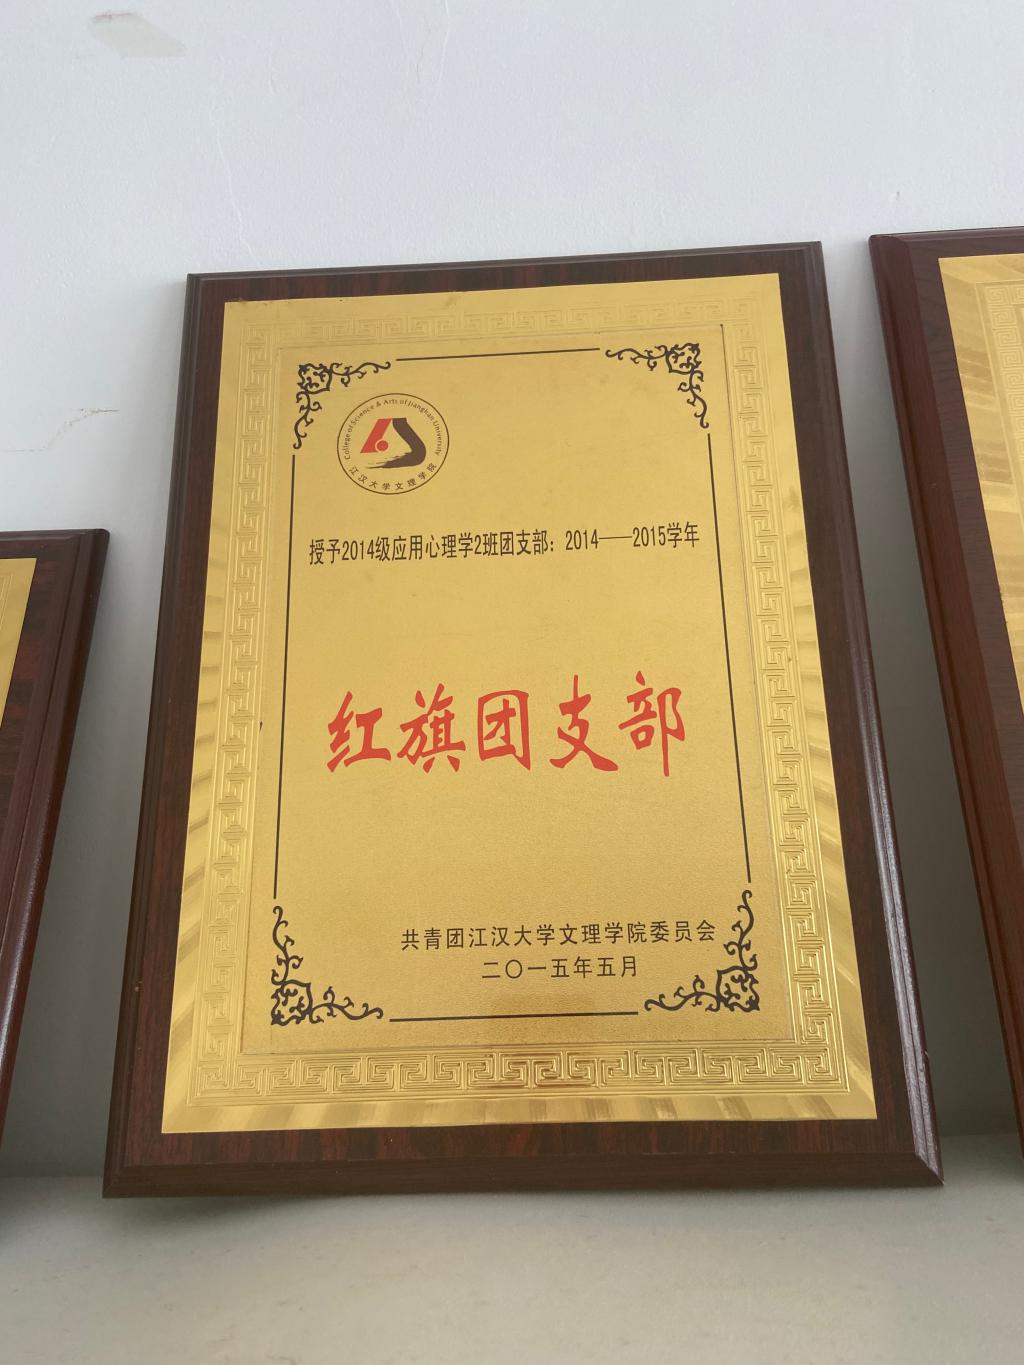 College of Science & Arts of Jianghan University
江汉大学文理学院
授予2014级应用心理学2班团支部：2014——2015学年
红旗团支部
共青团江汉大学文理学院委员会
二〇一五年五月